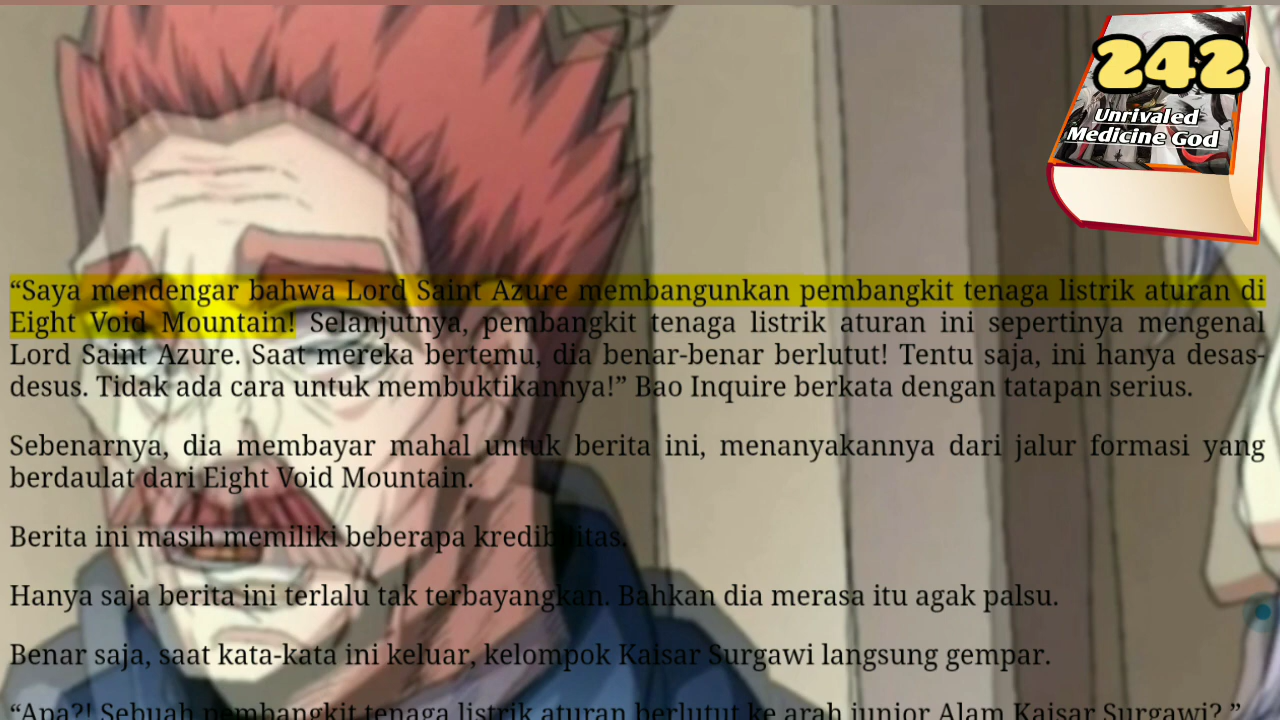 242
Unrivaled
Medicine God
“Saya mendengar bahwa Lord Saint Azure membangunkan pembangkit tenaga listrik aturan di
Eight Void Mountain! Selanjutnya, pembangkit tenaga listrik aturan ini sepertinya mengenal
Lord Saint Azure. Saat mereka bertemu, dia benar-benar berlutut! Tentu saja, ini hanya desas-
desus. Tidak ada cara untuk membuktikannya!” Bao Inquire berkata dengan tatapan serius.
Sebenarnya, dia membayar mahal untuk berita ini, menanyakannya dari jalur formasi yang
berdaulat dari Eight Void Mountain.
Berita ini masih memiliki beberapa kredibilitas.
Hanya saja berita ini terlalu tak terbayangkan. Bahkan dia merasa itu agak palsu.
Benar saja, saat kata-kata ini keluar, kelompok Kaisar Surgawi langsung gempar.
“Apa?! Sebuah pembangkit tenaga listrik aturan berlutut ke arah junior Alam Kaisar Surgawi? ”